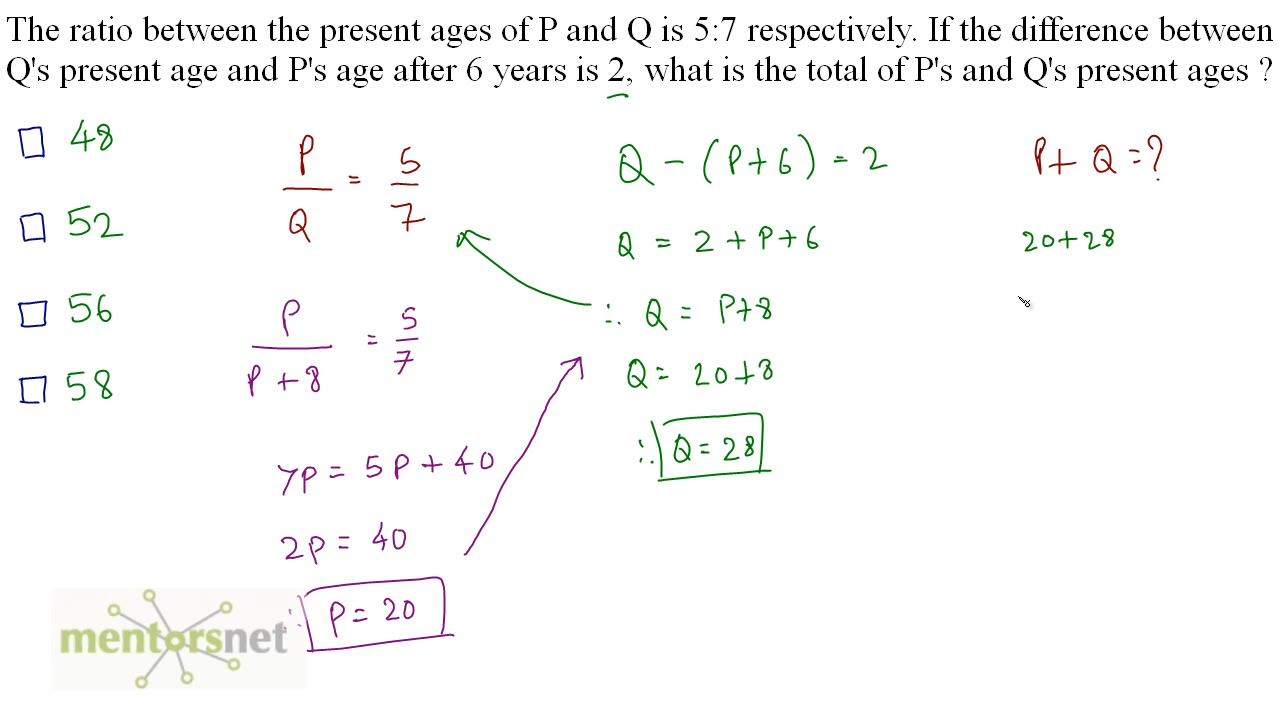 The ratio between the present ages of P and Q is 5:7 respectively. If the difference between
Q's present age and P's age after 6 years is 2, what is the total of P's and Q's present ages ?
48
52
56
58
P/Q = 5/7
P/(P+8) = 5/7
7P = 5P + 40
2P = 40
∴ P = 20
Q - (P+6) = 2
Q = 2 + P + 6
∴ Q = P+8
Q = 20+8
∴ Q = 28
P + Q = ?
20+28
mentorsnet